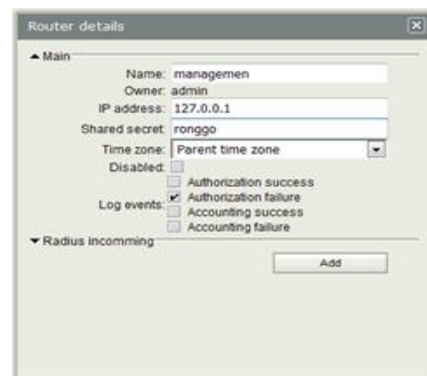 Router details
Main
Name: managemen
Owner: admin
IP address: 127.0.0.1
Shared secret: ronggo
Time zone: Parent time zone
Disabled:
Authorization success
Log events: Authorization failure
Accounting success
Accounting failure
Radius incomming
Add